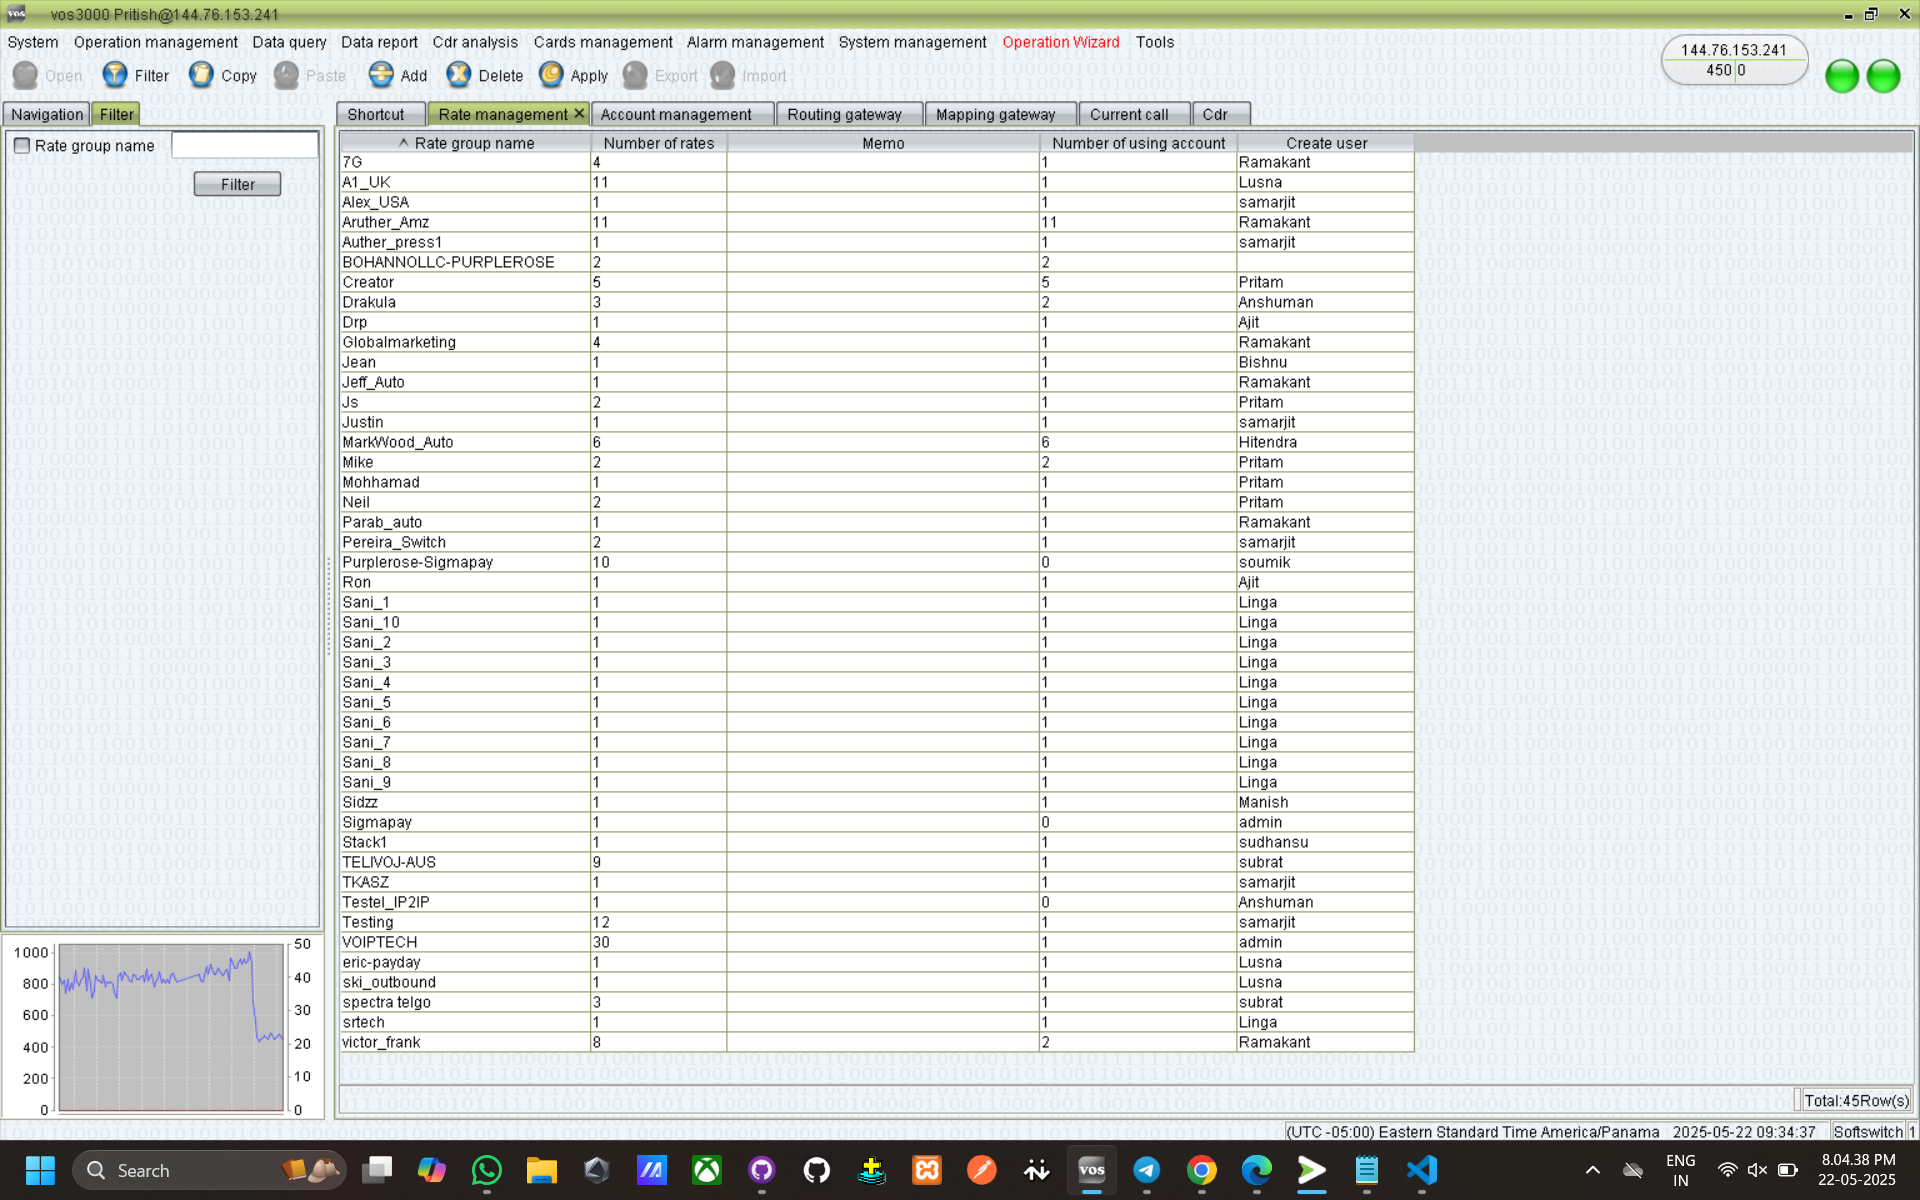 vos vos3000 Pritish@144.76.153.241
System Operation management Data query Data report Cdr analysis Cards management Alarm management System management Operation Wizard Tools
Open Filter Copy Paste Add Delete Apply Export Import
144.76.153.241
450 0
Navigation Filter
Shortcut Rate management Account management Routing gateway Mapping gateway Current call Cdr
Rate group name
Filter
Rate group name Number of rates Memo Number of using account Create user
7G 4 1 Ramakant
A1_UK 11 1 Lusna
Alex_USA 1 1 samarjit
Aruther_Amz 11 11 Ramakant
Auther_press1 1 1 samarjit
BOHANNOLLC-PURPLEROSE 2 2
Creator 5 5 Pritam
Drakula 3 2 Anshuman
Drp 1 1 Ajit
Globalmarketing 4 1 Ramakant
Jean 1 1 Bishnu
Jeff_Auto 1 1 Ramakant
Js 2 1 Pritam
Justin 1 1 samarjit
MarkWood_Auto 6 6 Hitendra
Mike 2 2 Pritam
Mohhamad 1 1 Pritam
Neil 2 1 Pritam
Parab_auto 1 1 Ramakant
Pereira_Switch 2 1 samarjit
Purplerose-Sigmapay 10 0 soumik
Ron 1 1 Ajit
Sani_1 1 1 Linga
Sani_10 1 1 Linga
Sani_2 1 1 Linga
Sani_3 1 1 Linga
Sani_4 1 1 Linga
Sani_5 1 1 Linga
Sani_6 1 1 Linga
Sani_7 1 1 Linga
Sani_8 1 1 Linga
Sani_9 1 1 Linga
Sidzz 1 1 Manish
Sigmapay 1 0 admin
Stack1 1 1 sudhansu
TELIVOJ-AUS 9 1 subrat
TKASZ 1 1 samarjit
Testel_IP2IP 1 0 Anshuman
Testing 12 1 samarjit
VOIPTECH 30 1 admin
eric-payday 1 1 Lusna
ski_outbound 1 1 Lusna
spectra telgo 3 1 subrat
srtech 1 1 Linga
victor_frank 8 2 Ramakant
1000
800
600
400
200
0
50
40
30
20
10
0
Total:45Row(s)
(UTC -05:00) Eastern Standard Time America/Panama 2025-05-22 09:34:37 Softswitch 1
Search
vos
ENG
IN
8.04.38 PM
22-05-2025